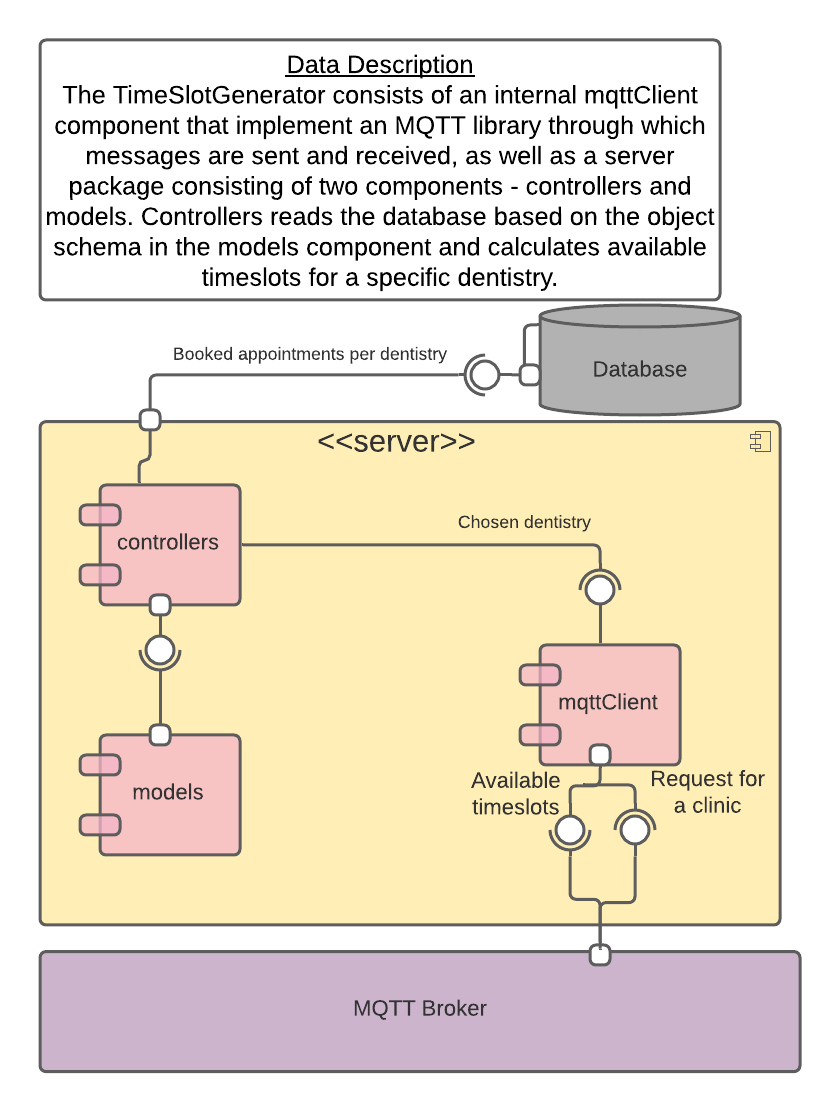 Data Description
The TimeSlotGenerator consists of an internal mqttClient
component that implement an MQTT library through which
messages are sent and received, as well as a server
package consisting of two components - controllers and
models. Controllers reads the database based on the object
schema in the models component and calculates available
timeslots for a specific dentistry.
Booked appointments per dentistry
Database
<<server>>
controllers
Chosen dentistry
mqttClient
models
Available
timeslots
Request for
a clinic
MQTT Broker